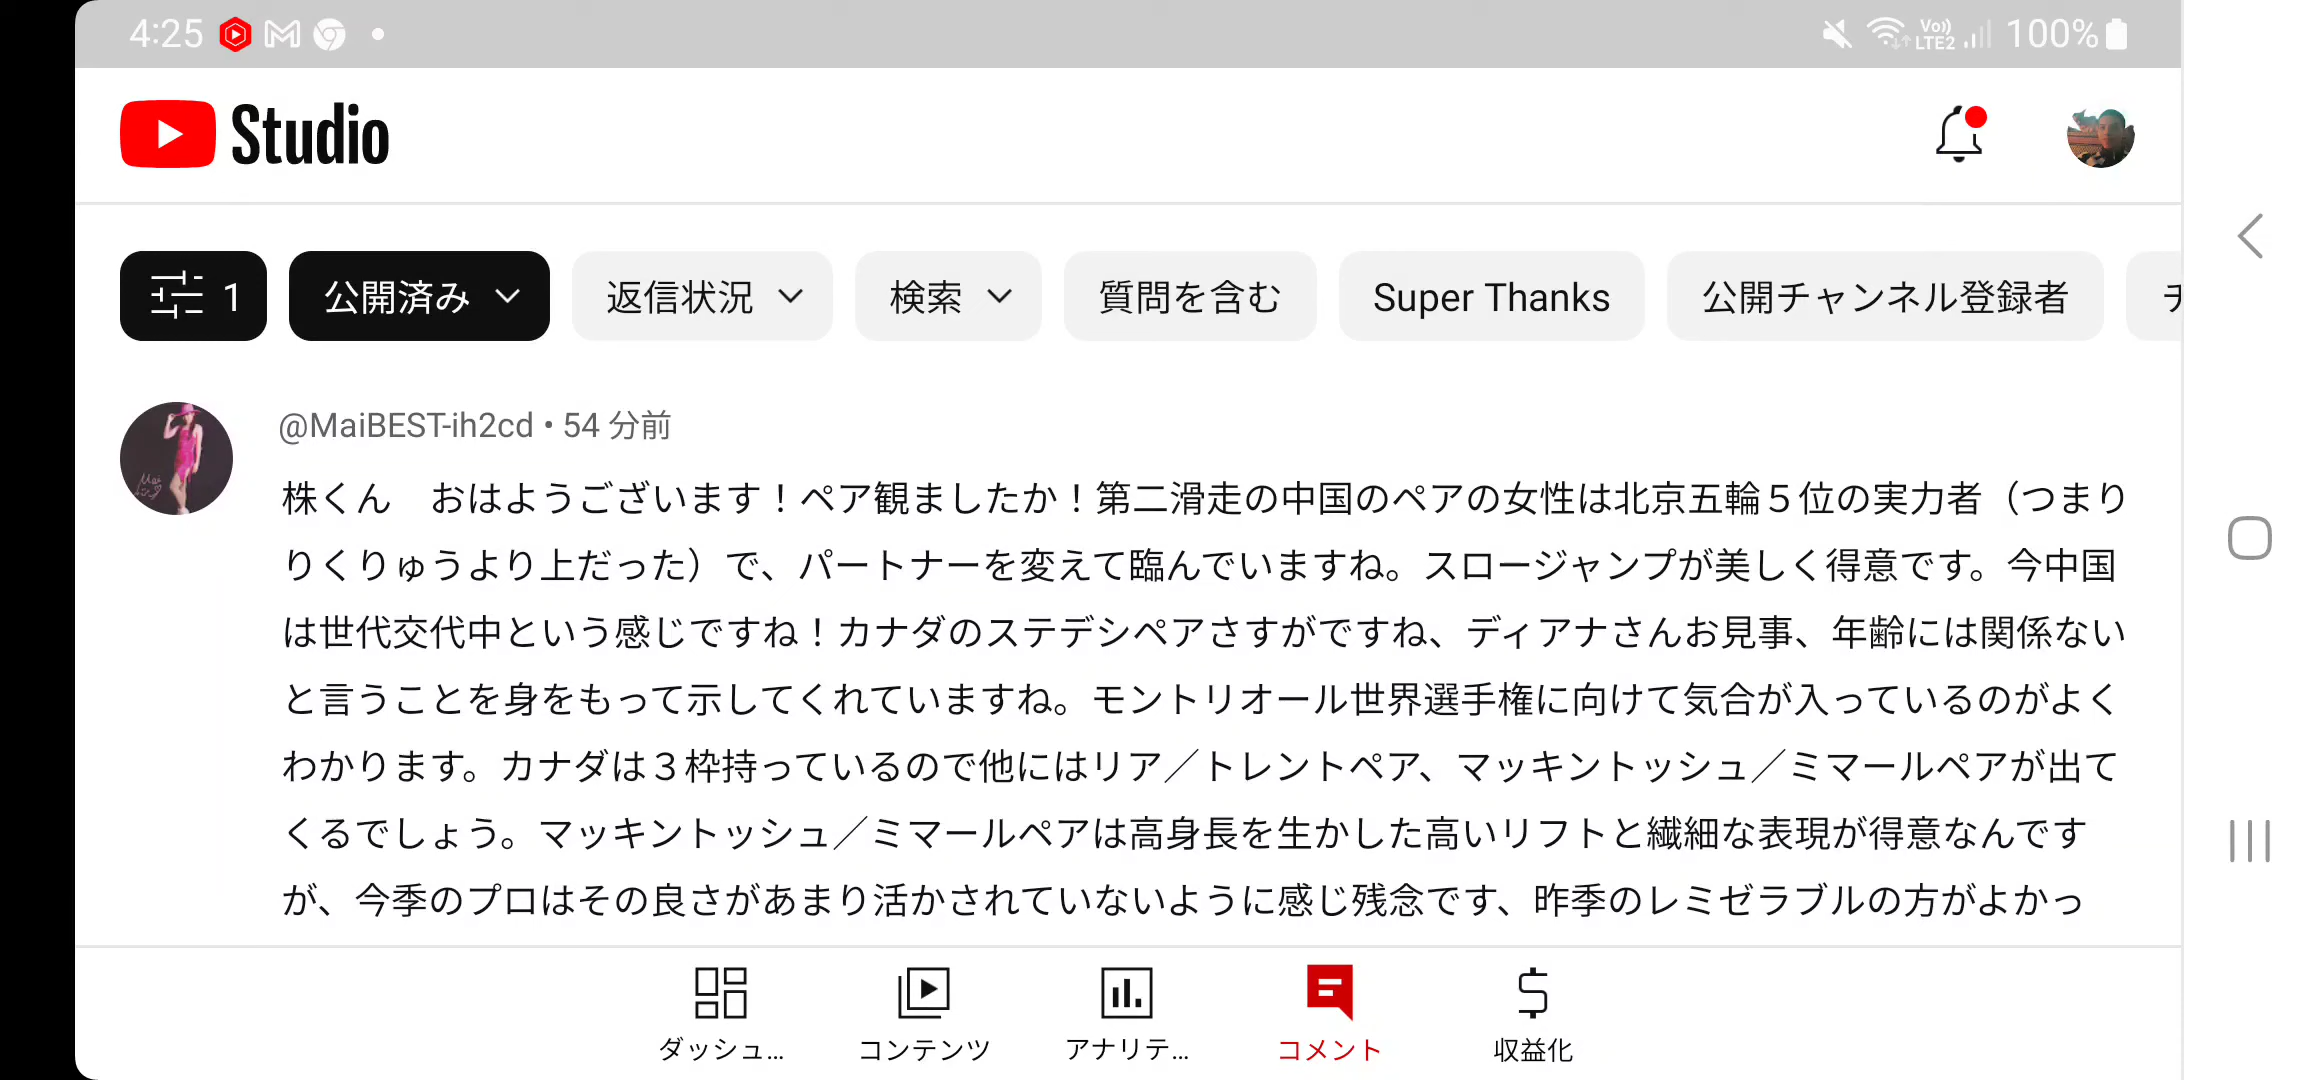 4:25
Vo)) LTE2 100%
Studio
1 公開済み 返信状況 検索 質問を含む Super Thanks 公開チャンネル登録者
@MaiBEST-ih2cd • 54 分前
株くん　おはようございます！ペア観ましたか！第二滑走の中国のペアの女性は北京五輪５位の実力者（つまり
りくりゅうより上だった）で、パートナーを変えて臨んでいますね。スロージャンプが美しく得意です。今中国
は世代交代中という感じですね！カナダのステデシペアさすがですね、ディアナさんお見事、年齢には関係ない
と言うことを身をもって示してくれていますね。モントリオール世界選手権に向けて気合が入っているのがよく
わかります。カナダは３枠持っているので他にはリア／トレントペア、マッキントッシュ／ミマールペアが出て
くるでしょう。マッキントッシュ／ミマールペアは高身長を生かした高いリフトと繊細な表現が得意なんです
が、今季のプロはその良さがあまり活かされていないように感じ残念です、昨季のレミゼラブルの方がよかっ
ダッシュ... コンテンツ アナリテ... コメント 収益化